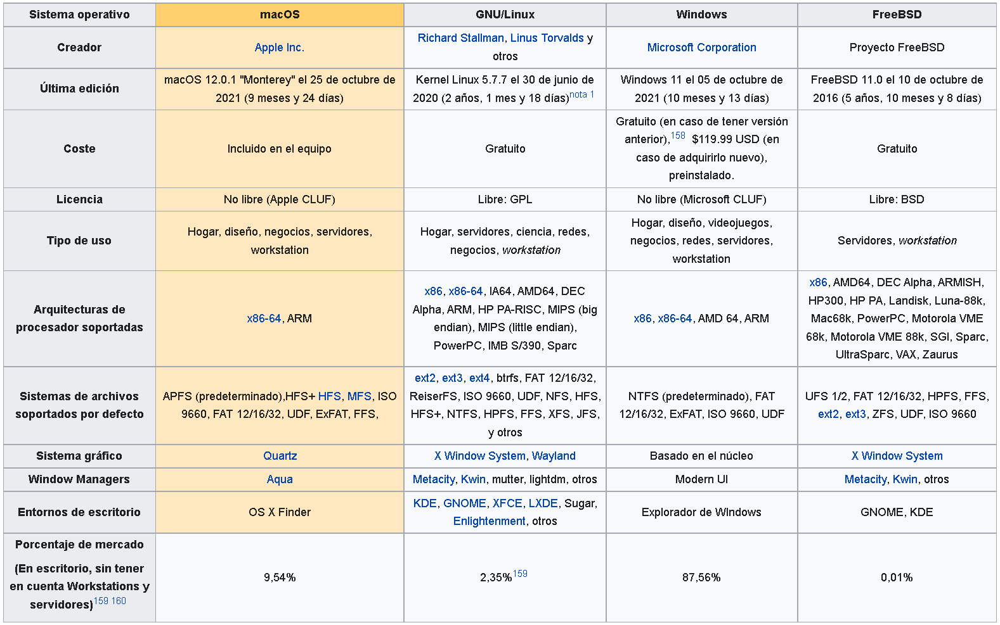 Sistema operativo macOS GNU/Linux Windows FreeBSD
Creador
Apple Inc.
Richard Stallman, Linus Torvalds y
otros
Microsoft Corporation
Proyecto FreeBSD
Última edición
macOS 12.0.1 "Monterey" el 25 de octubre de
2021 (9 meses y 24 días)
Kernel Linux 5.7.7 el 30 de junio de
2020 (2 años, 1 mes y 18 días)nota 1
Windows 11 el 05 de octubre de
2021 (10 meses y 13 días)
FreeBSD 11.0 el 10 de octubre de
2016 (5 años, 10 meses y 8 días)
Coste
Incluido en el equipo
Gratuito
Gratuito (en caso de tener versión
anterior),158 $119.99 USD (en
caso de adquirirlo nuevo),
preinstalado.
Gratuito
Licencia
No libre (Apple CLUF)
Libre: GPL
No libre (Microsoft CLUF)
Libre: BSD
Tipo de uso
Hogar, diseño, negocios, servidores,
workstation
Hogar, servidores, ciencia, redes,
negocios, workstation
Hogar, diseño, videojuegos,
negocios, redes, servidores,
workstation
Servidores, workstation
Arquitecturas de
procesador soportadas
x86-64, ARM
x86, x86-64, IA64, AMD64, DEC
Alpha, ARM, HP PA-RISC, MIPS (big
endian), MIPS (little endian),
PowerPC, IMB S/390, Sparc
x86, x86-64, AMD 64, ARM
x86, AMD64, DEC Alpha, ARMISH,
HP300, HP PA, Landisk, Luna-88k,
Mac68k, PowerPC, Motorola VME
68k, Motorola VME 88k, SGI, Sparc,
UltraSparc, VAX, Zaurus
Sistemas de archivos
soportados por defecto
APFS (predeterminado),HFS+ HFS, MFS, ISO
9660, FAT 12/16/32, UDF, ExFAT, FFS,
ext2, ext3, ext4, btrfs, FAT 12/16/32,
ReiserFS, ISO 9660, UDF, NFS, HFS,
HFS+, NTFS, HPFS, FFS, XFS, JFS,
y otros
NTFS (predeterminado), FAT
12/16/32, ExFAT, ISO 9660, UDF
UFS 1/2, FAT 12/16/32, HPFS, FFS,
ext2, ext3, ZFS, UDF, ISO 9660
Sistema gráfico
Quartz
X Window System, Wayland
Basado en el núcleo
X Window System
Window Managers
Aqua
Metacity, Kwin, mutter, lightdm, otros
Modern UI
Metacity, Kwin, otros
Entornos de escritorio
OS X Finder
KDE, GNOME, XFCE, LXDE, Sugar,
Enlightenment, otros
Explorador de WIndows
GNOME, KDE
Porcentaje de mercado
(En escritorio, sin tener
en cuenta Workstations y
servidores)159 160
9,54%
2,35%159
87,56%
0,01%